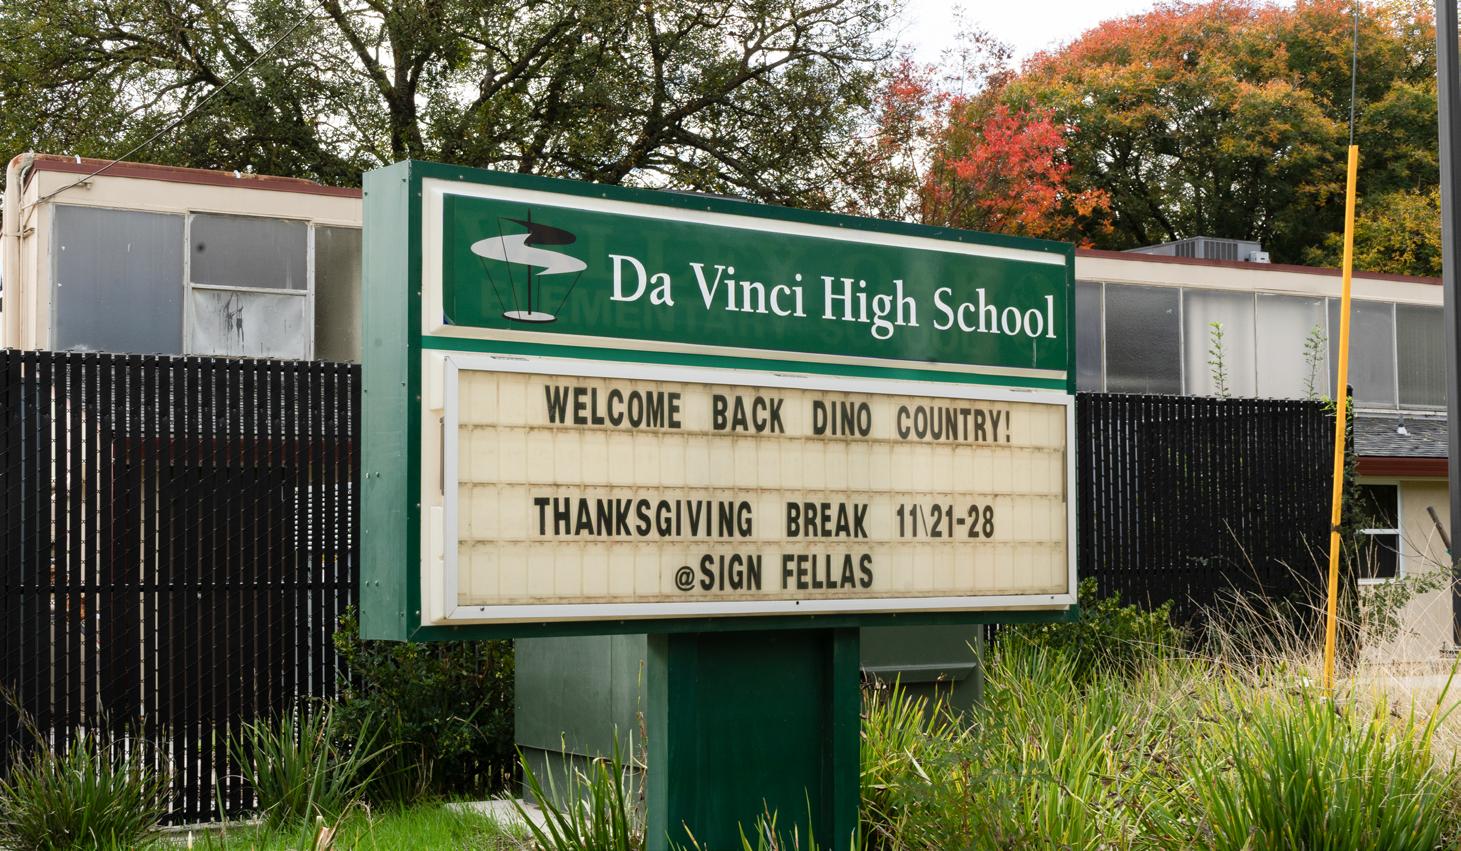 Da Vinci High School
WELCOME BACK DINO COUNTRY!
THANKSGIVING BREAK 11\21-28
@SIGN FELLAS